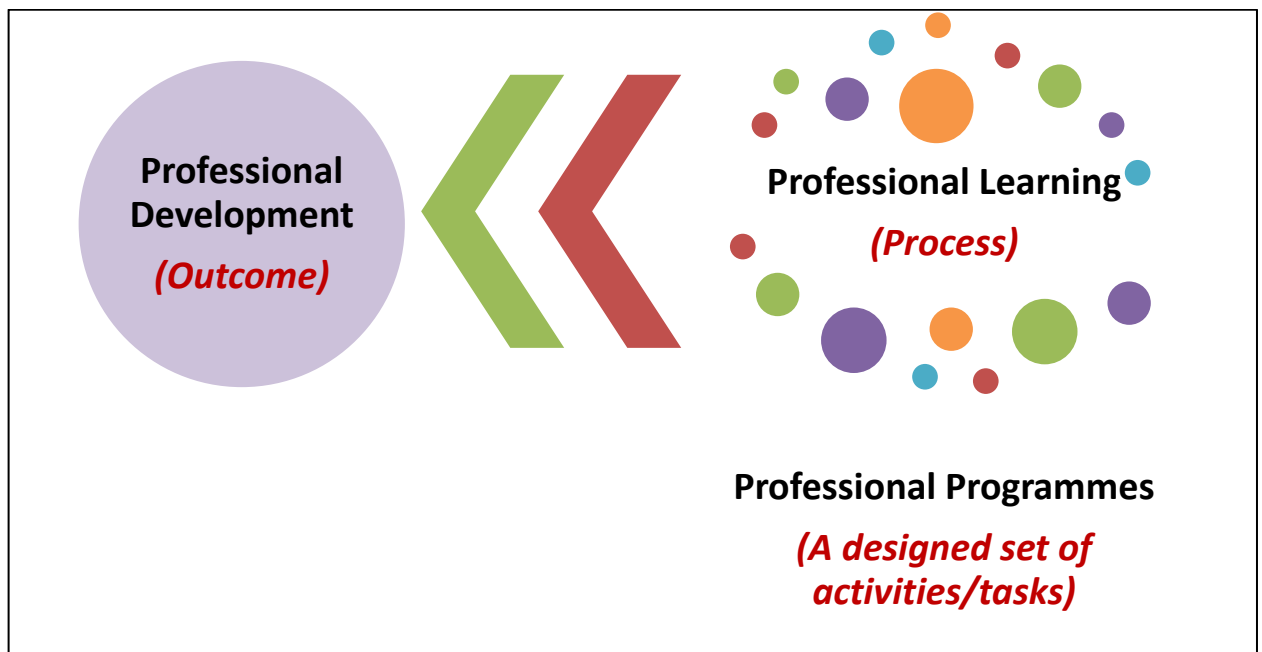 Professional
Development
(Outcome)
Professional Learning
(Process)
Professional Programmes
(A designed set of
activities/tasks)